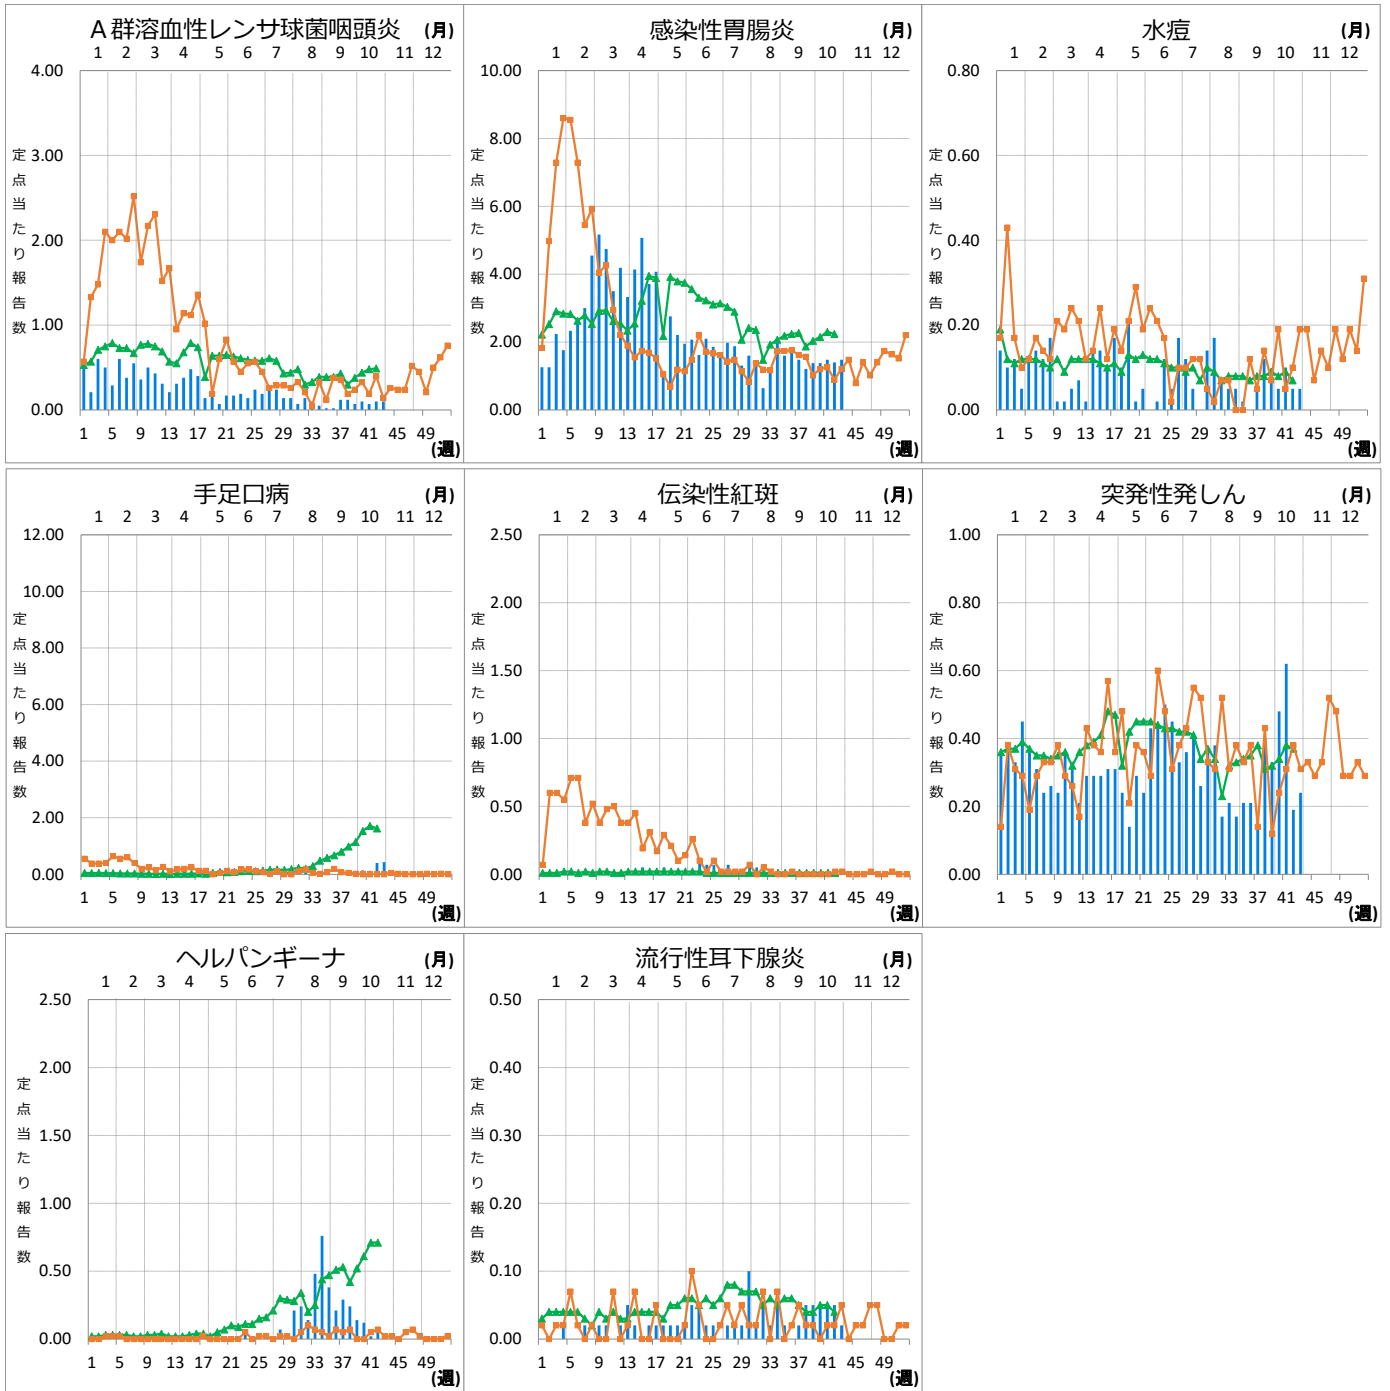 A 群溶血性レンサ球菌咽頭炎 (月)
1 2 3 4 5 6 7 8 9 10 11 12
4.00
3.00
2.00
1.00
0.00
定点当たり報告数
1 5 9 13 17 21 25 29 33 37 41 45 49
(週)
感染性胃腸炎 (月)
1 2 3 4 5 6 7 8 9 10 11 12
10.00
8.00
6.00
4.00
2.00
0.00
定点当たり報告数
1 5 9 13 17 21 25 29 33 37 41 45 49
(週)
水痘 (月)
1 2 3 4 5 6 7 8 9 10 11 12
0.80
0.60
0.40
0.20
0.00
定点当たり報告数
1 5 9 13 17 21 25 29 33 37 41 45 49
(週)
手足口病 (月)
1 2 3 4 5 6 7 8 9 10 11 12
12.00
10.00
8.00
6.00
4.00
2.00
0.00
定点当たり報告数
1 5 9 13 17 21 25 29 33 37 41 45 49
(週)
伝染性紅斑 (月)
1 2 3 4 5 6 7 8 9 10 11 12
2.50
2.00
1.50
1.00
0.50
0.00
定点当たり報告数
1 5 9 13 17 21 25 29 33 37 41 45 49
(週)
突発性発しん (月)
1 2 3 4 5 6 7 8 9 10 11 12
1.00
0.80
0.60
0.40
0.20
0.00
定点当たり報告数
1 5 9 13 17 21 25 29 33 37 41 45 49
(週)
ヘルパンギーナ (月)
1 2 3 4 5 6 7 8 9 10 11 12
2.50
2.00
1.50
1.00
0.50
0.00
定点当たり報告数
1 5 9 13 17 21 25 29 33 37 41 45 49
(週)
流行性耳下腺炎 (月)
1 2 3 4 5 6 7 8 9 10 11 12
0.50
0.40
0.30
0.20
0.10
0.00
定点当たり報告数
1 5 9 13 17 21 25 29 33 37 41 45 49
(週)